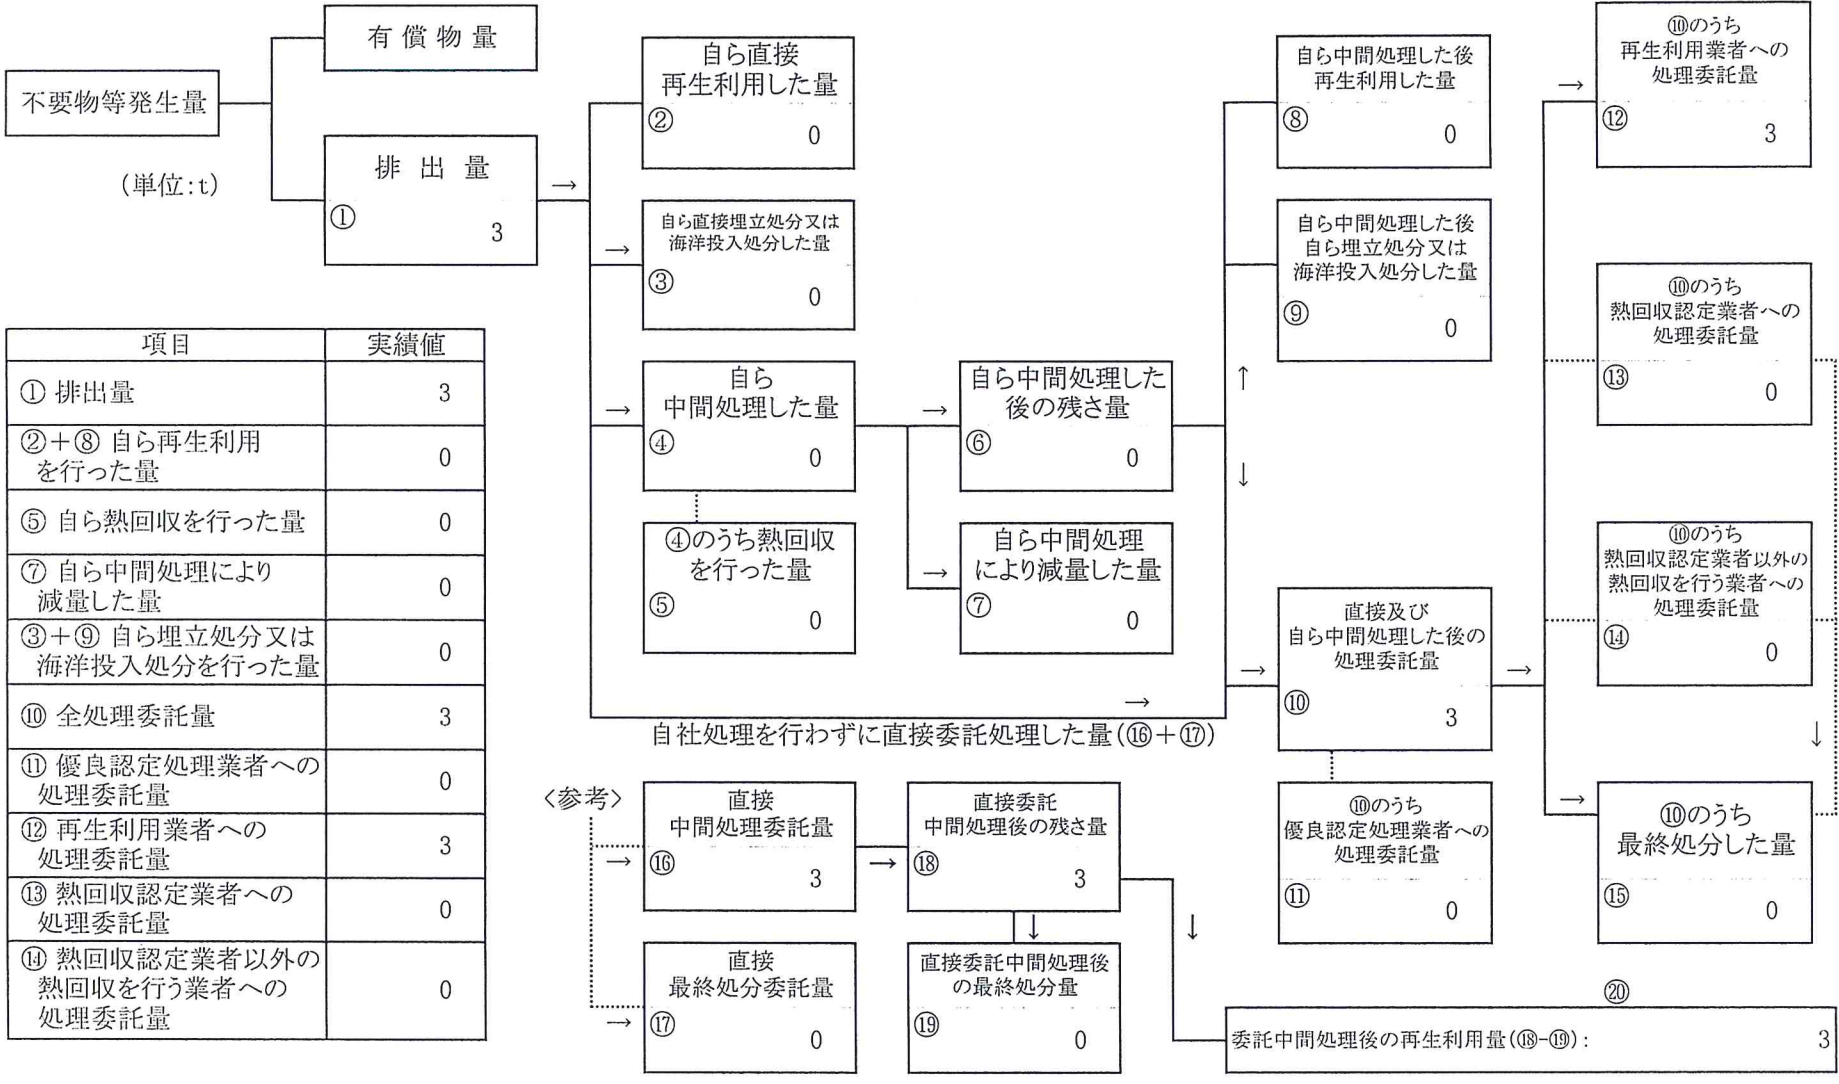 不要物等発生量
(単位:t)
有償物量
排出量
① 3
自ら直接
再生利用した量
② 0
自ら直接埋立処分又は
海洋投入処分した量
③ 0
自ら
中間処理した量
④ 0
④のうち熱回収
を行った量
⑤ 0
自ら中間処理した
後の残さ量
⑥ 0
自ら中間処理
により減量した量
⑦ 0
自ら中間処理した後
再生利用した量
⑧ 0
自ら中間処理した後
自ら埋立処分又は
海洋投入処分した量
⑨ 0
直接及び
自ら中間処理した後の
処理委託量
⑩ 3
⑩のうち
優良認定処理業者への
処理委託量
⑪ 0
⑩のうち
再生利用業者への
処理委託量
⑫ 3
⑩のうち
熱回収認定業者への
処理委託量
⑬ 0
⑩のうち
熱回収認定業者以外の
熱回収を行う業者への
処理委託量
⑭ 0
⑩のうち
最終処分した量
⑮ 0
自社処理を行わずに直接委託処理した量(⑯+⑰)
<参考>
直接
中間処理委託量
⑯ 3
直接
最終処分委託量
⑰ 0
直接委託
中間処理後の残さ量
⑱ 3
直接委託中間処理後
の最終処分量
⑲ 0
⑳
委託中間処理後の再生利用量(⑱-⑲): 3
項目 実績値
① 排出量 3
②+⑧ 自ら再生利用
を行った量 0
⑤ 自ら熱回収を行った量 0
⑦ 自ら中間処理により
減量した量 0
③+⑨ 自ら埋立処分又は
海洋投入処分を行った量 0
⑩ 全処理委託量 3
⑪ 優良認定処理業者への
処理委託量 0
⑫ 再生利用業者への
処理委託量 3
⑬ 熱回収認定業者への
処理委託量 0
⑭ 熱回収認定業者以外の
熱回収を行う業者への
処理委託量 0